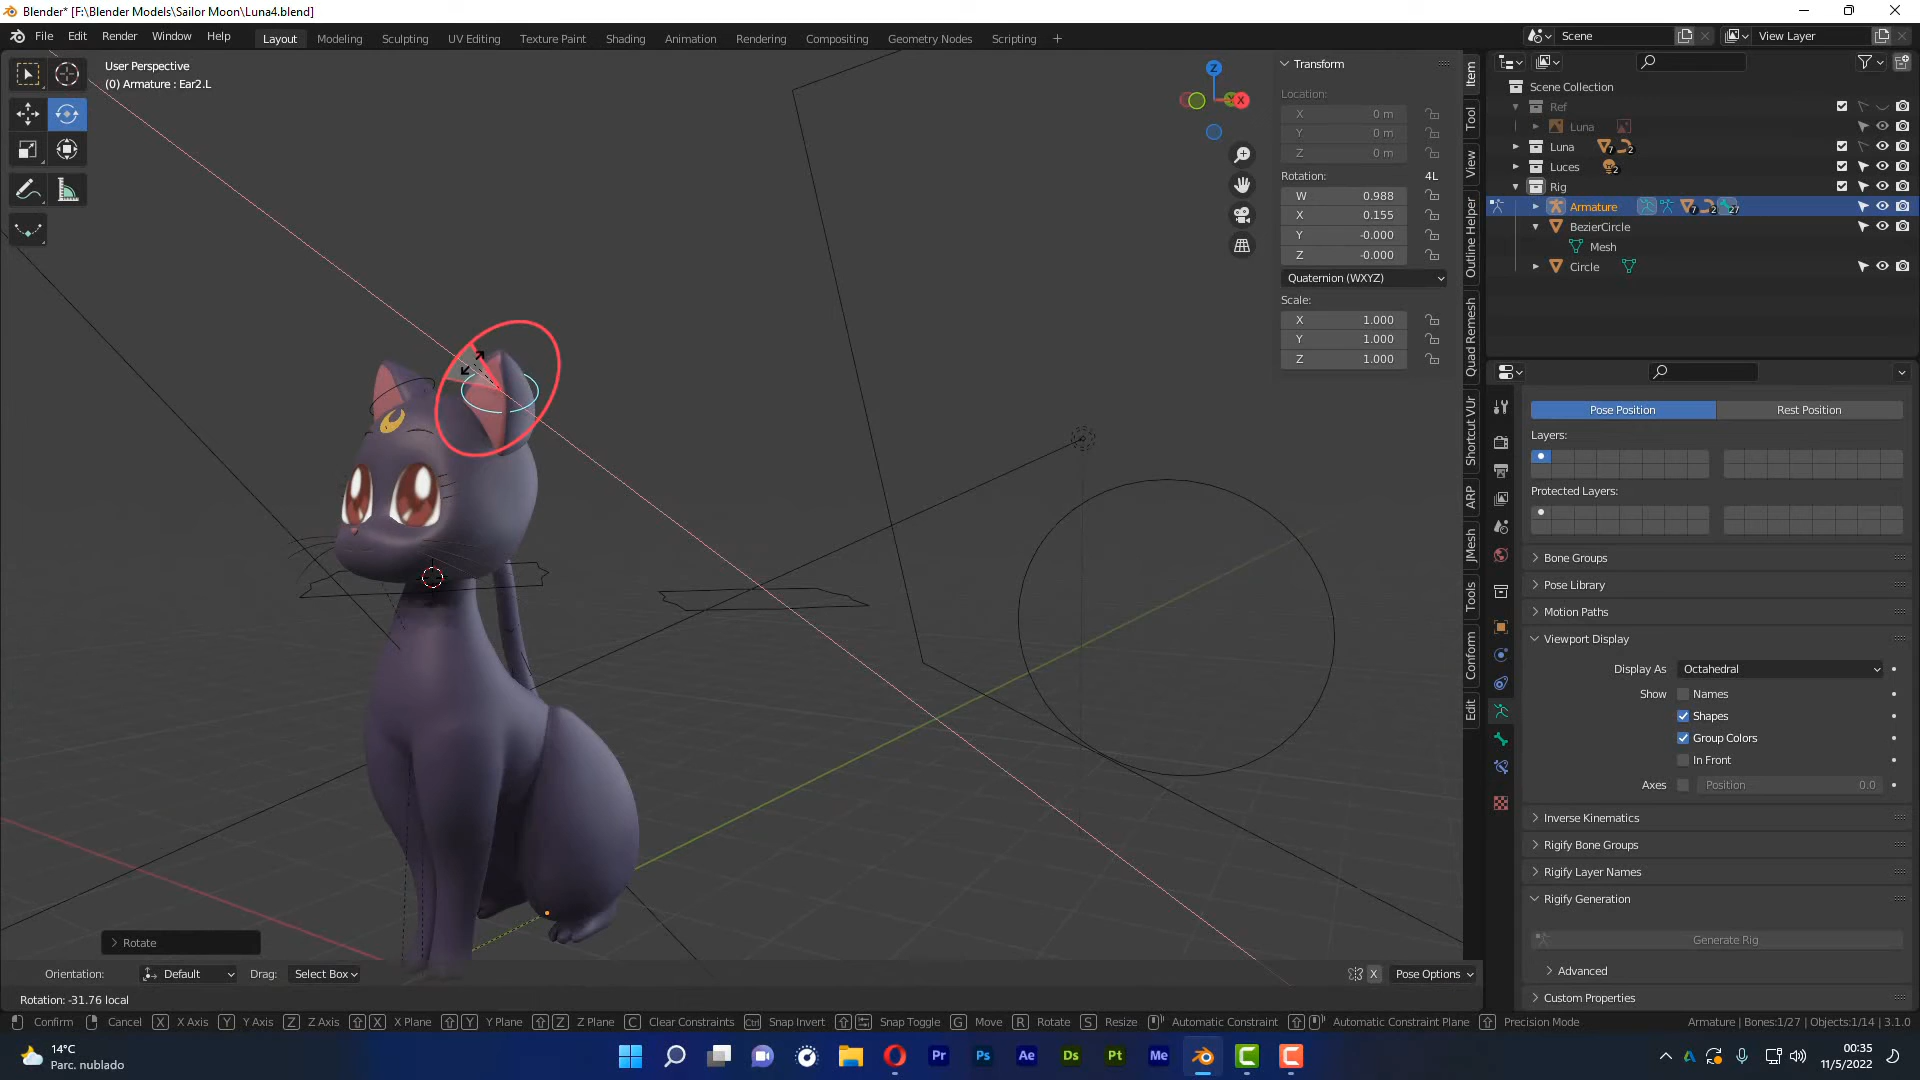 Blender* [F:\Blender Models\Sailor Moon\Luna4.blend]
File Edit Render Window Help Layout Modeling Sculpting UV Editing Texture Paint Shading Animation Rendering Compositing Geometry Nodes Scripting + Scene View Layer
User Perspective
(0) Armature : Ear2.L
Z
Y
X
Transform
Location:
X 0 m
Y 0 m
Z 0 m
Rotation: 4L
W 0.988
X 0.155
Y -0.000
Z -0.000
Quaternion (WXYZ)
Scale:
X 1.000
Y 1.000
Z 1.000
Item
Tool
View
Outline Helper
Quad Remesh
Shortcut VUr
ARP
JMesh
Tools
Conform
Edit
Scene Collection
Ref
Luna
Luna 7 2
Luces 2
Rig
Armature 7 2 27
BezierCircle
Mesh
Circle
Pose Position Rest Position
Layers:
Protected Layers:
Bone Groups
Pose Library
Motion Paths
Viewport Display
Display As Octahedral
Show Names
Shapes
Group Colors
In Front
Axes Position 0.0
Inverse Kinematics
Rigify Bone Groups
Rigify Layer Names
Rigify Generation
Generate Rig
Advanced
Custom Properties
Rotate
Orientation: Default Drag: Select Box X Pose Options
Rotation: -31.76 local
Confirm Cancel X X Axis Y Y Axis Z Z Axis X X Plane Y Y Plane Z Z Plane C Clear Constraints Ctrl Snap Invert Snap Toggle G Move R Rotate S Resize Automatic Constraint Automatic Constraint Plane Precision Mode Armature | Bones:1/27 | Objects:1/14 | 3.1.0
14°C
Parc. nublado
Pr Ps Ae Ds Pt Me
00:35
11/5/2022